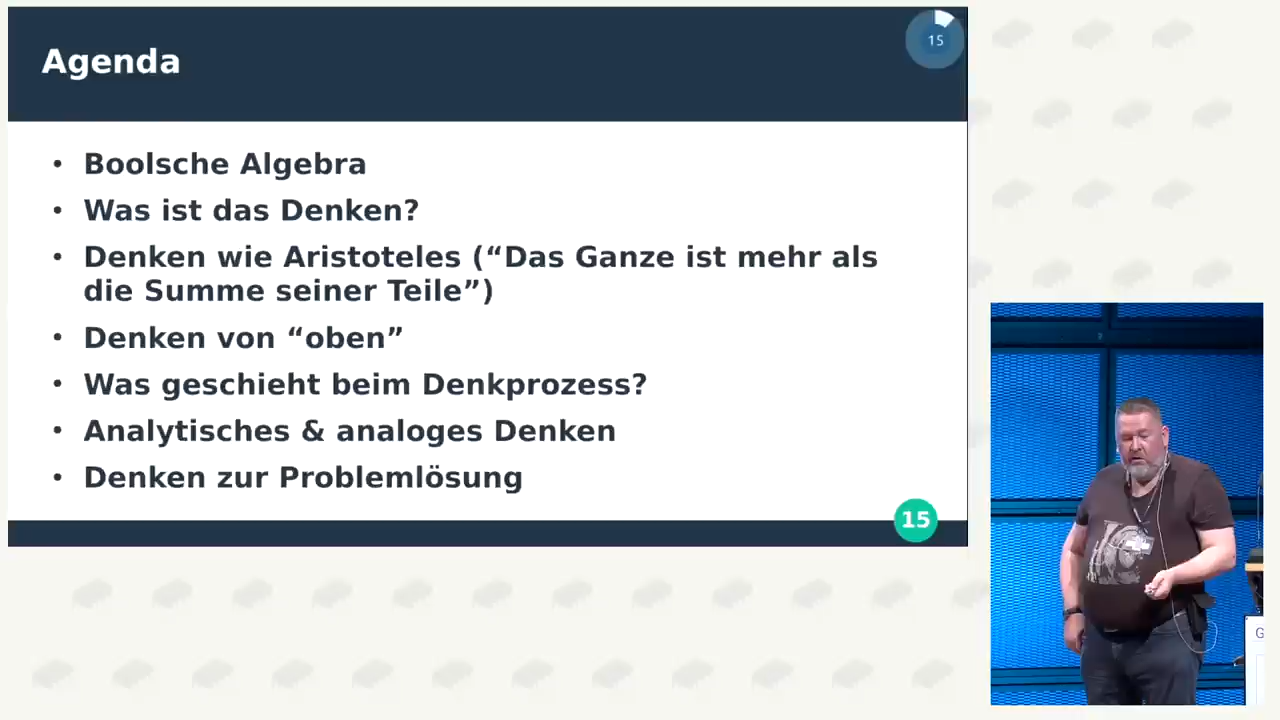 Agenda
15
• Boolsche Algebra
• Was ist das Denken?
• Denken wie Aristoteles (“Das Ganze ist mehr als
die Summe seiner Teile”)
• Denken von “oben”
• Was geschieht beim Denkprozess?
• Analytisches & analoges Denken
• Denken zur Problemlösung
15
G